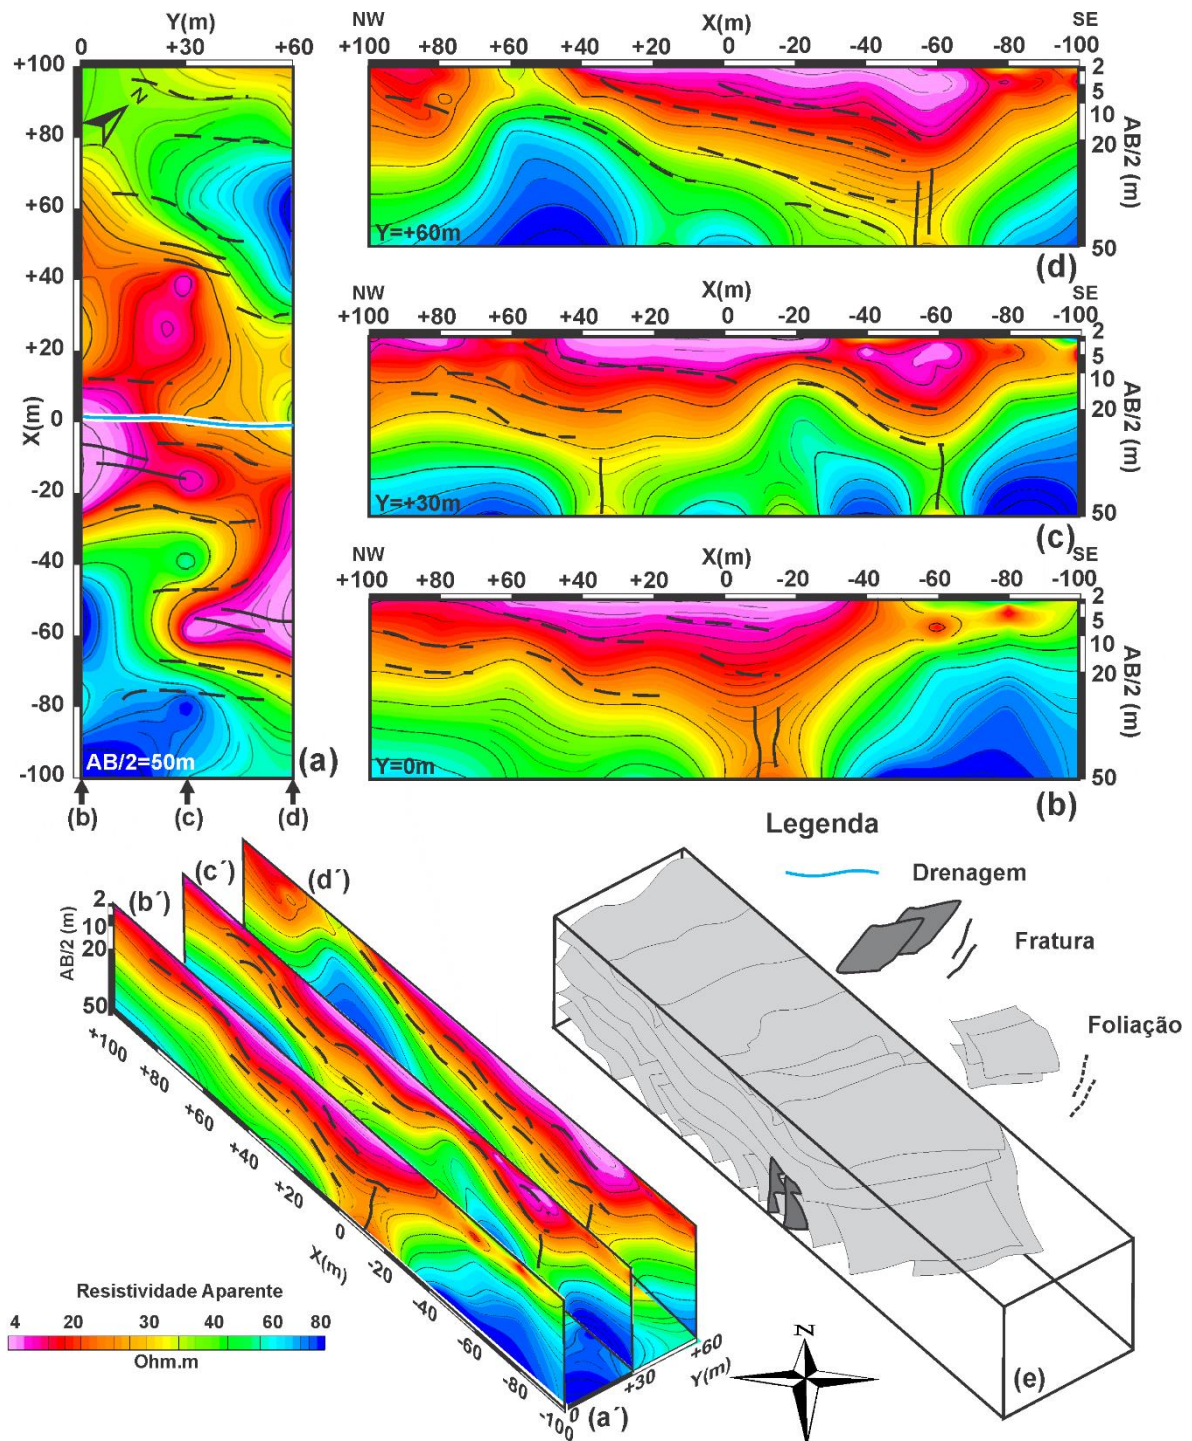 Y(m)
0 +30 +60
+100
+80
+60
+40
+20
0
-20
-40
-60
-80
-100
X(m)
N
AB/2=50m
(a)
(b) (c) (d)
NW X(m) SE
+100 +80 +60 +40 +20 0 -20 -40 -60 -80 -100
2
5
10
20
50
AB/2 (m)
Y=+60m
(d)
NW X(m) SE
+100 +80 +60 +40 +20 0 -20 -40 -60 -80 -100
2
5
10
20
50
AB/2 (m)
Y=+30m
(c)
NW X(m) SE
+100 +80 +60 +40 +20 0 -20 -40 -60 -80 -100
2
5
10
20
50
AB/2 (m)
Y=0m
(b)
Legenda
Drenagem
Fratura
Foliação
(b´) (c´) (d´)
AB/2 (m)
2
10
20
50
+100
+80
+60
+40
+20
0
-20
-40
-60
-80
-100
X(m)
0
+30
+60
Y(m)
(a´)
Resistividade Aparente
4 20 30 40 60 80
Ohm.m
N
(e)